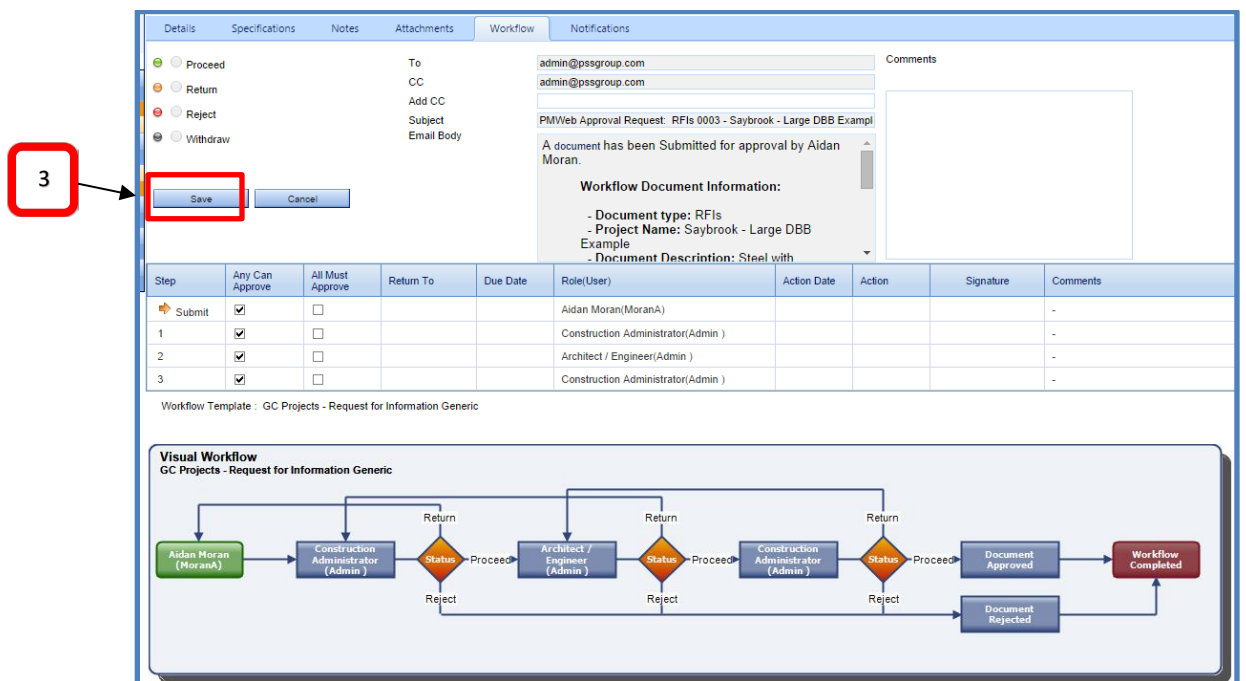 Details Specifications Notes Attachments Workflow Notifications
Proceed
Return
Reject
Withdraw
3
Save Cancel
To admin@pssgroup.com
CC admin@pssgroup.com
Add CC
Subject PMWeb Approval Request: RFIs 0003 - Saybrook - Large DBB Exampl
Email Body
A document has been Submitted for approval by Aidan
Moran.
Workflow Document Information:
- Document type: RFIs
- Project Name: Saybrook - Large DBB
Example
- Document Description: Steel with
Comments
Step Any Can Approve All Must Approve Return To Due Date Role(User) Action Date Action Signature Comments
Submit Aidan Moran(MoranA) -
1 Construction Administrator(Admin ) -
2 Architect / Engineer(Admin ) -
3 Construction Administrator(Admin ) -
Workflow Template : GC Projects - Request for Information Generic
Visual Workflow
GC Projects - Request for Information Generic
Return Return Return
Aidan Moran
(MoranA)
Construction
Administrator
(Admin )
Status
Proceed
Architect /
Engineer
(Admin )
Status
Proceed
Construction
Administrator
(Admin )
Status
Proceed
Document
Approved
Workflow
Completed
Reject Reject Reject
Document
Rejected